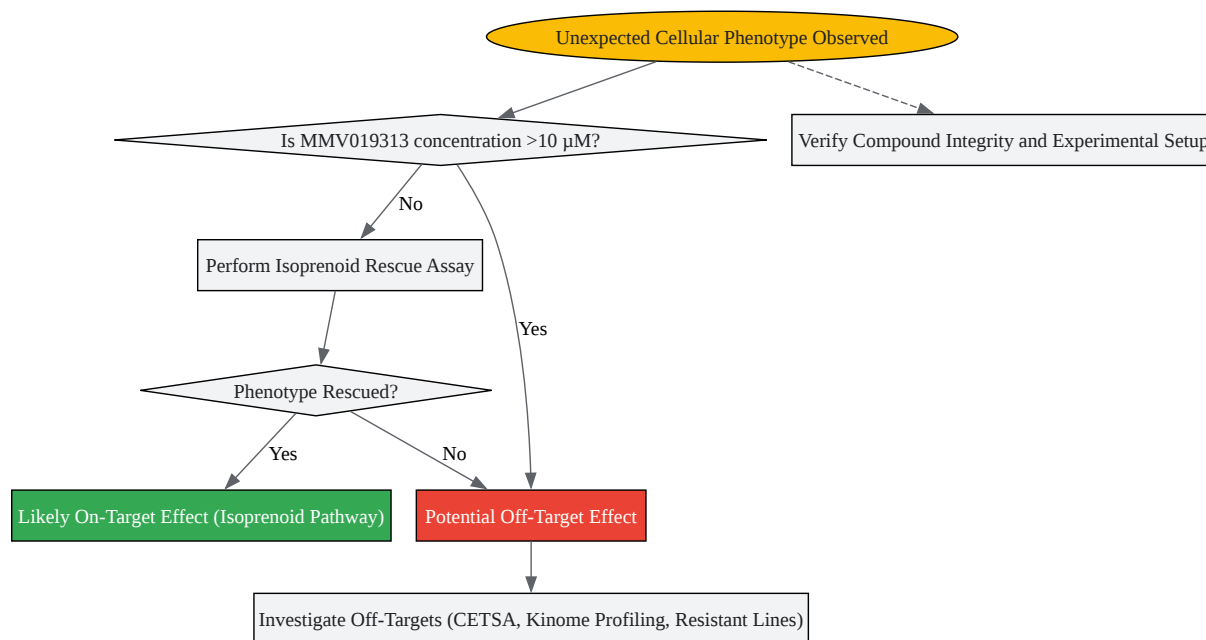 Unexpected Cellular Phenotype Observed
Is MMV019313 concentration >10 µM?
Verify Compound Integrity and Experimental Setup
No
Perform Isoprenoid Rescue Assay
Yes
Phenotype Rescued?
Yes
No
Likely On-Target Effect (Isoprenoid Pathway)
Potential Off-Target Effect
Investigate Off-Targets (CETSA, Kinome Profiling, Resistant Lines)